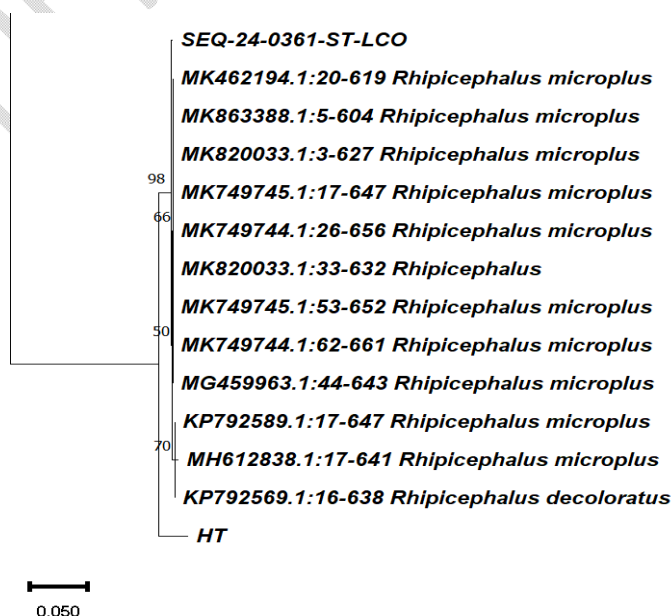 SEQ-24-0361-ST-LCO
MK462194.1:20-619 Rhipicephalus microplus
MK863388.1:5-604 Rhipicephalus microplus
MK820033.1:3-627 Rhipicephalus microplus
98
MK749745.1:17-647 Rhipicephalus microplus
66
MK749744.1:26-656 Rhipicephalus microplus
MK820033.1:33-632 Rhipicephalus
MK749745.1:53-652 Rhipicephalus microplus
50
MK749744.1:62-661 Rhipicephalus microplus
MG459963.1:44-643 Rhipicephalus microplus
KP792589.1:17-647 Rhipicephalus microplus
70
MH612838.1:17-641 Rhipicephalus microplus
KP792569.1:16-638 Rhipicephalus decoloratus
HT
0.050